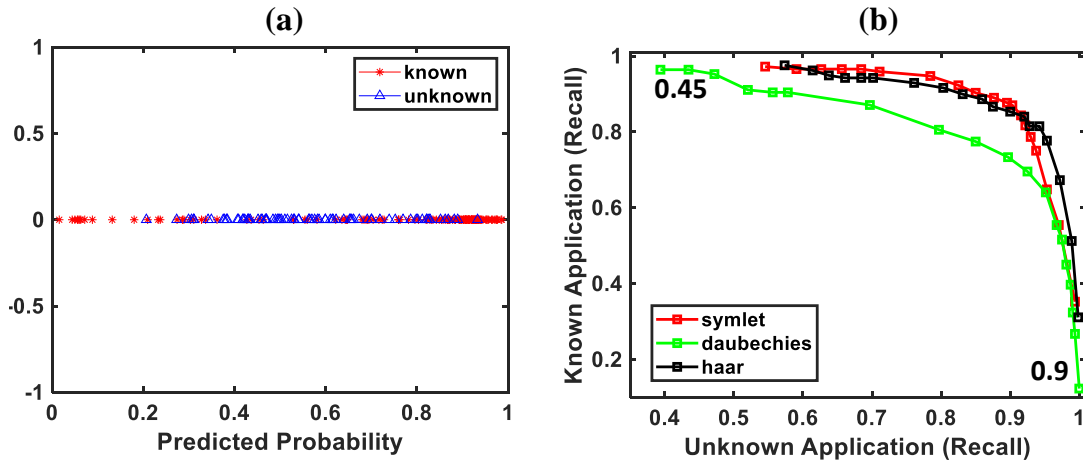 (a)
1
0.5
0
-0.5
-1
0 0.2 0.4 0.6 0.8 1
Predicted Probability
known
unknown
(b)
Known Application (Recall)
1
0.8
0.6
0.4
0.2
0.4 0.5 0.6 0.7 0.8 0.9 1
Unknown Application (Recall)
0.45
0.9
symlet
daubechies
haar